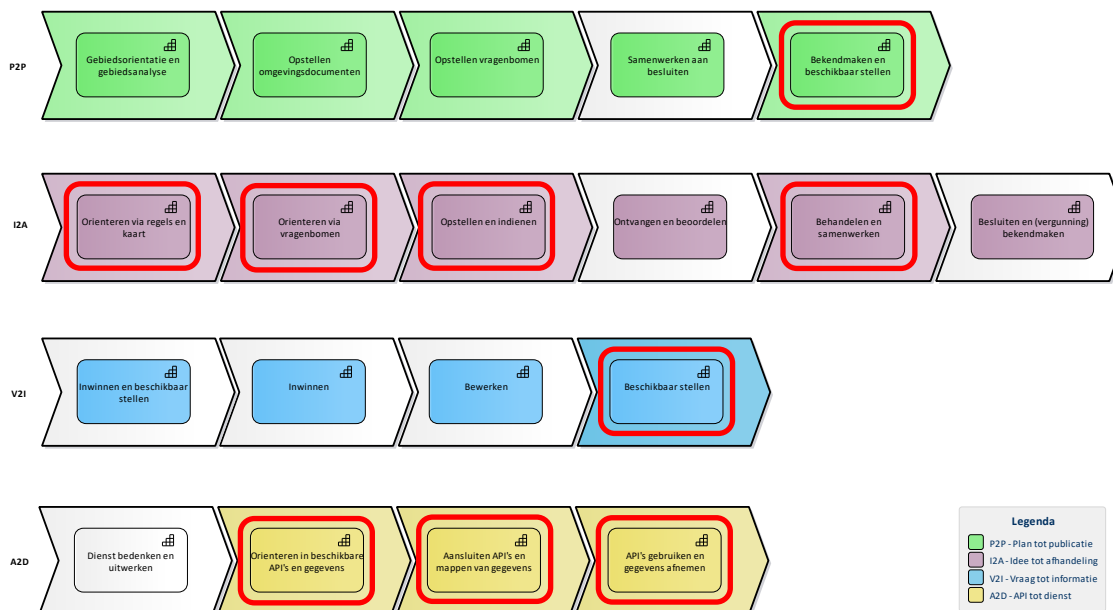 P2P
Gebiedsorientatie en
gebiedsanalyse
Opstellen
omgevingsdocumenten
Opstellen vragenbomen
Samenwerken aan
besluiten
Bekendmaken en
beschikbaar stellen
I2A
Orienteren via regels en
kaart
Orienteren via
vragenbomen
Opstellen en indienen
Ontvangen en beoordelen
Behandelen en
samenwerken
Besluiten en (vergunning)
bekendmaken
V2I
Inwinnen en beschikbaar
stellen
Inwinnen
Bewerken
Beschikbaar stellen
A2D
Dienst bedenken en
uitwerken
Orienteren in beschikbare
API's en gegevens
Aansluiten API's en
mappen van gegevens
API's gebruiken en
gegevens afnemen
Legenda
P2P - Plan tot publicatie
I2A - Idee tot afhandeling
V2I - Vraag tot informatie
A2D - API tot dienst